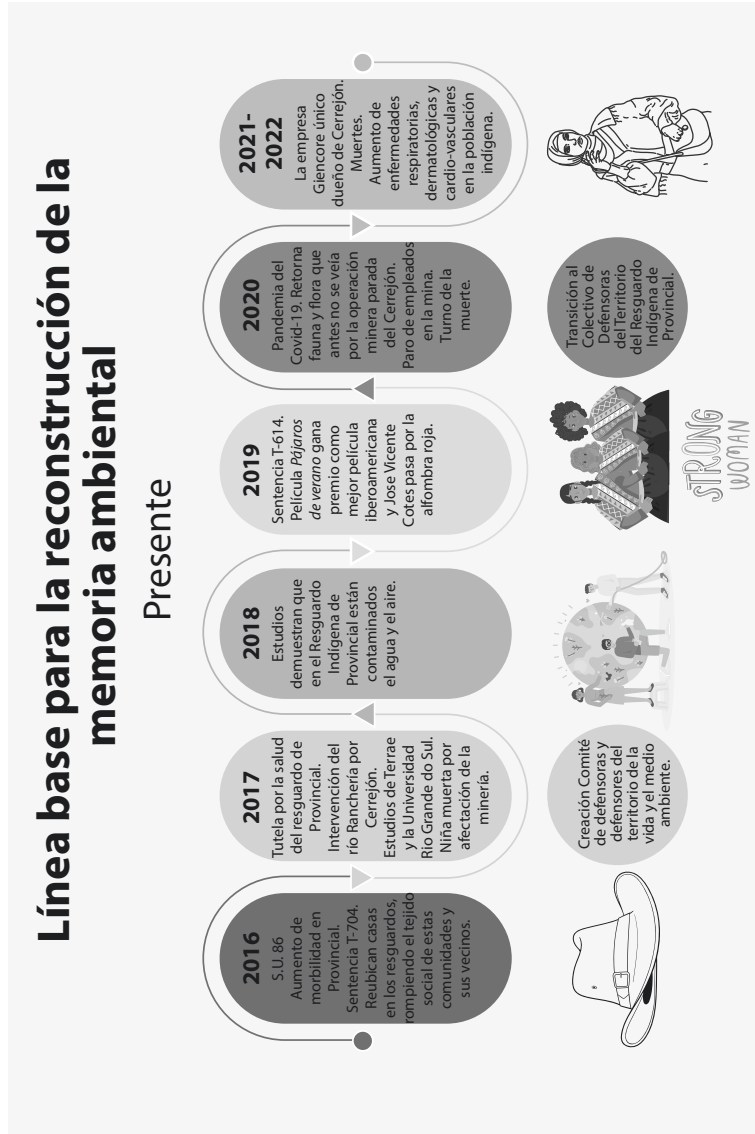 Línea base para la reconstrucción de la
memoria ambiental
Presente
2016
S.U. 86
Aumento de
morbilidad en
Provincial.
Sentencia T-704.
Reubican casas
en los resguardos,
rompiendo el tejido
social de estas
comunidades y
sus vecinos.
2017
Tutela por la salud
del resguardo de
Provincial.
Intervención del
río Ranchería por
Cerrejón.
Estudios de Terrae
y la Universidad
Rio Grande do Sul.
Niña muerta por
afectación de la
minería.
Creación Comité
de defensoras y
defensores del
territorio de la
vida y el medio
ambiente.
2018
Estudios
demuestran que
en el Resguardo
Indígena de
Provincial están
contaminados
el agua y el aire.
2019
Sentencia T-614.
Película Pájaros
de verano gana
premio como
mejor película
iberoamericana
y Jose Vicente
Cotes pasa por la
alfombra roja.
STRONG
WOMAN
2020
Pandemia del
Covid-19. Retorna
fauna y flora que
antes no se veía
por la operación
minera parada
del Cerrejón.
Paro de empleados
en la mina.
Turno de la
muerte.
Transición al
Colectivo de
Defensoras
del Territorio
del Resguardo
Indígena de
Provincial.
2021-
2022
La empresa
Giencore único
dueño de Cerrejón.
Muertes.
Aumento de
enfermedades
respiratorias,
dermatológicas y
cardio-vasculares
en la población
indígena.